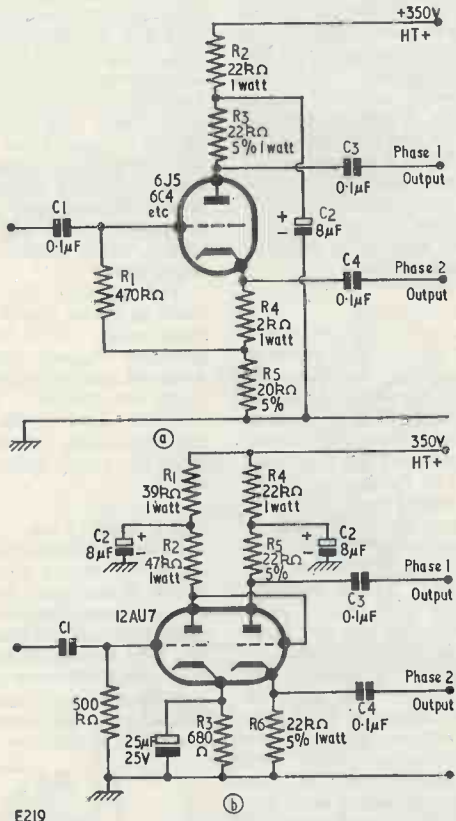 +350V
HT+
R2
22kΩ
1watt
R3
22kΩ
5% 1watt
C3
0·1µF
Phase 1
Output
6J5
6C4
etc
C1
0·1µF
+
-
C2
8µF
C4
0·1µF
Phase 2
Output
R1
470kΩ
R4
2kΩ
1watt
R5
20kΩ
5%
a
350V
HT+
R1
39kΩ
1watt
R4
22kΩ
1watt
C2
8µF
+
-
R2
47kΩ
1watt
R5
22kΩ
5%
+
-
C2
8µF
C3
0·1µF
Phase 1
Output
12AU7
C1
Phase 2
Output
C4
0·1µF
500
kΩ
25µF
25V
R3
680
Ω
R6
22kΩ
5% 1watt
b
E219